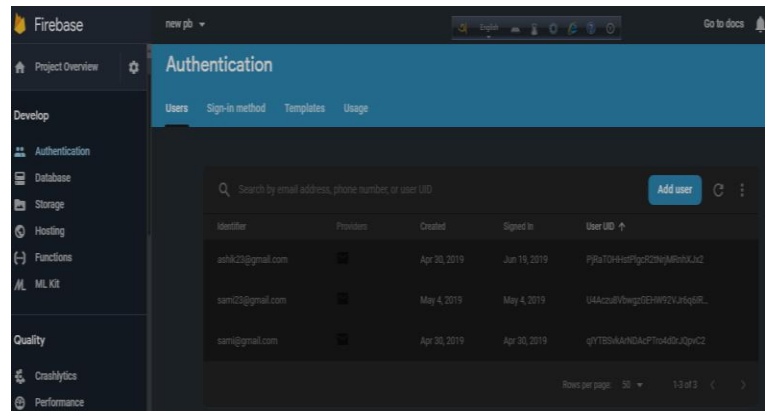 Firebase
new pb
English
Go to docs
Project Overview
Authentication
Users Sign-in method Templates Usage
Develop
Authentication
Database
Storage
Hosting
Functions
ML Kit
Quality
Crashlytics
Performance
Search by email address, phone number, or user UID
Add user
Identifier Providers Created Signed In User UID
ashik23@gmail.com Apr 30, 2019 Jun 19, 2019
sami23@gmail.com May 4, 2019 May 4, 2019
sami@gmail.com Apr 30, 2019 Apr 30, 2019
Rows per page: 50 1-3 of 3